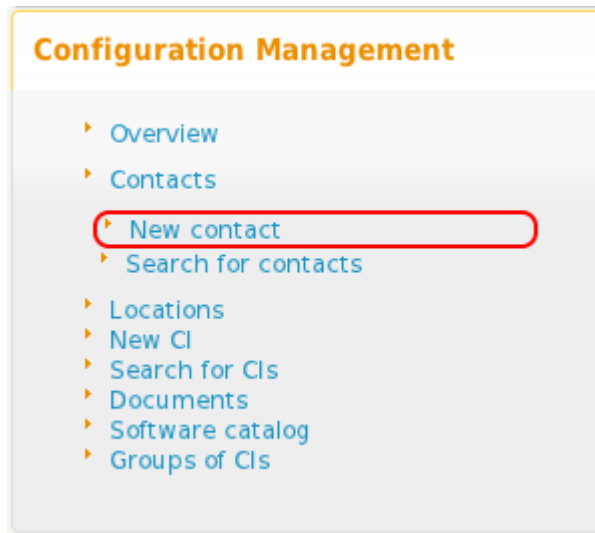 Configuration Management
Overview
Contacts
New contact
Search for contacts
Locations
New CI
Search for CIs
Documents
Software catalog
Groups of CIs